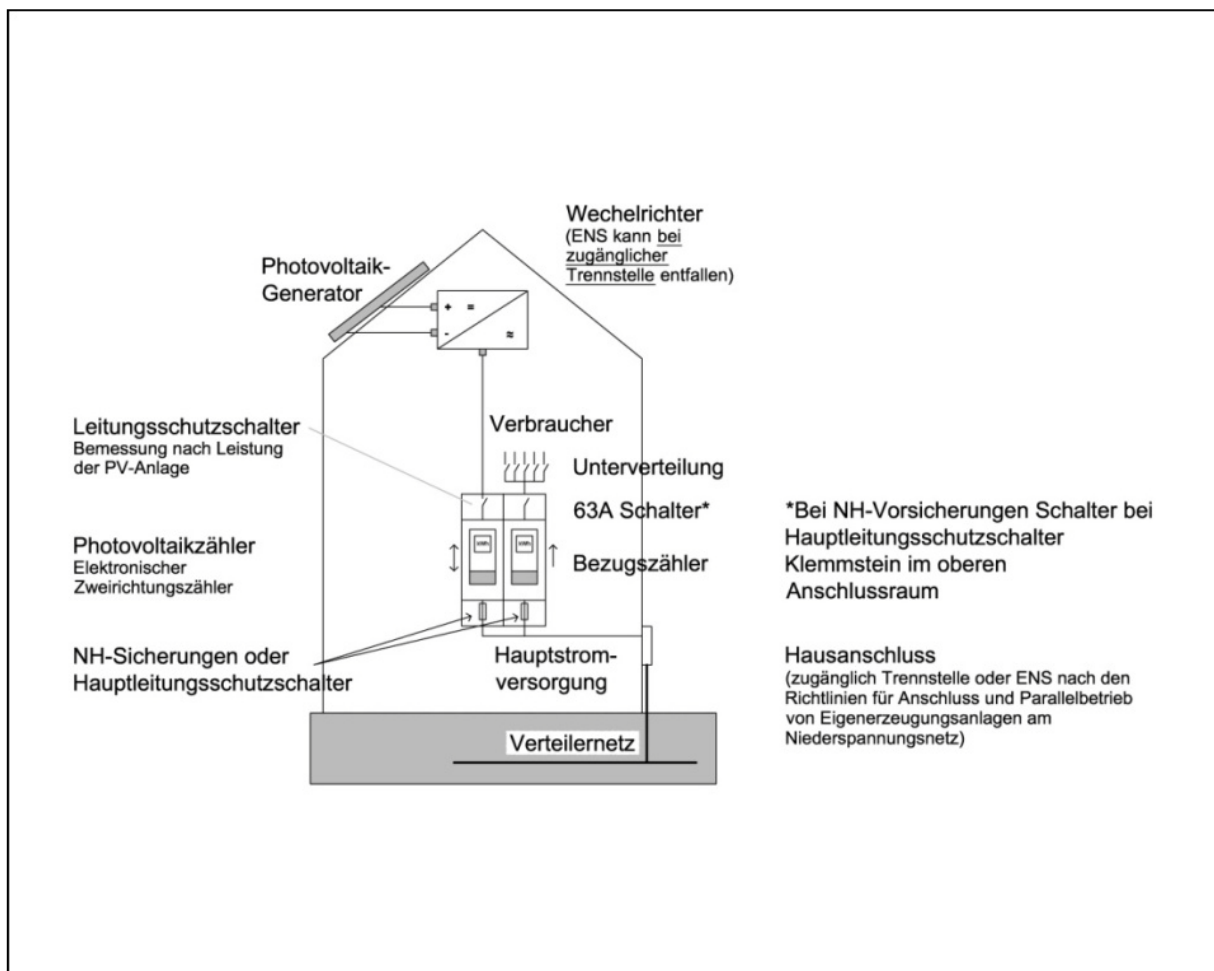 Wechelrichter
(ENS kann bei
zugänglicher
Trennstelle entfallen)
Photovoltaik-
Generator
+ =
-
≈
Leitungsschutzschalter
Bemessung nach Leistung
der PV-Anlage
Verbraucher
Unterverteilung
63A Schalter*
Photovoltaikzähler
Elektronischer
Zweirichtungszähler
Bezugszähler
NH-Sicherungen oder
Hauptleitungsschutzschalter
Hauptstrom-
versorgung
Verteilernetz
*Bei NH-Vorsicherungen Schalter bei
Hauptleitungsschutzschalter
Klemmstein im oberen
Anschlussraum
Hausanschluss
(zugänglich Trennstelle oder ENS nach den
Richtlinien für Anschluss und Parallelbetrieb
von Eigenerzeugungsanlagen am
Niederspannungsnetz)